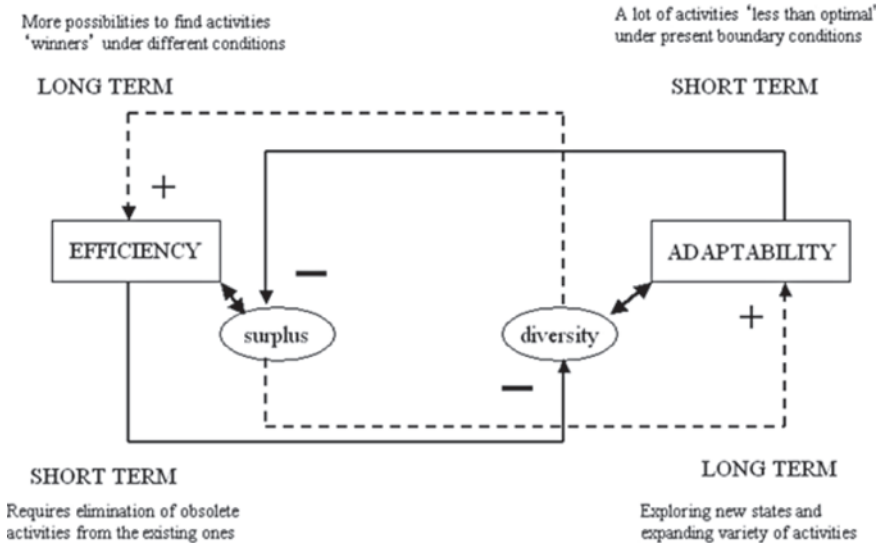 More possibilities to find activities
‘winners’ under different conditions
LONG TERM
A lot of activities ‘less than optimal’
under present boundary conditions
SHORT TERM
+
EFFICIENCY
ADAPTABILITY
−
surplus
diversity
+
−
SHORT TERM
Requires elimination of obsolete
activities from the existing ones
LONG TERM
Exploring new states and
expanding variety of activities